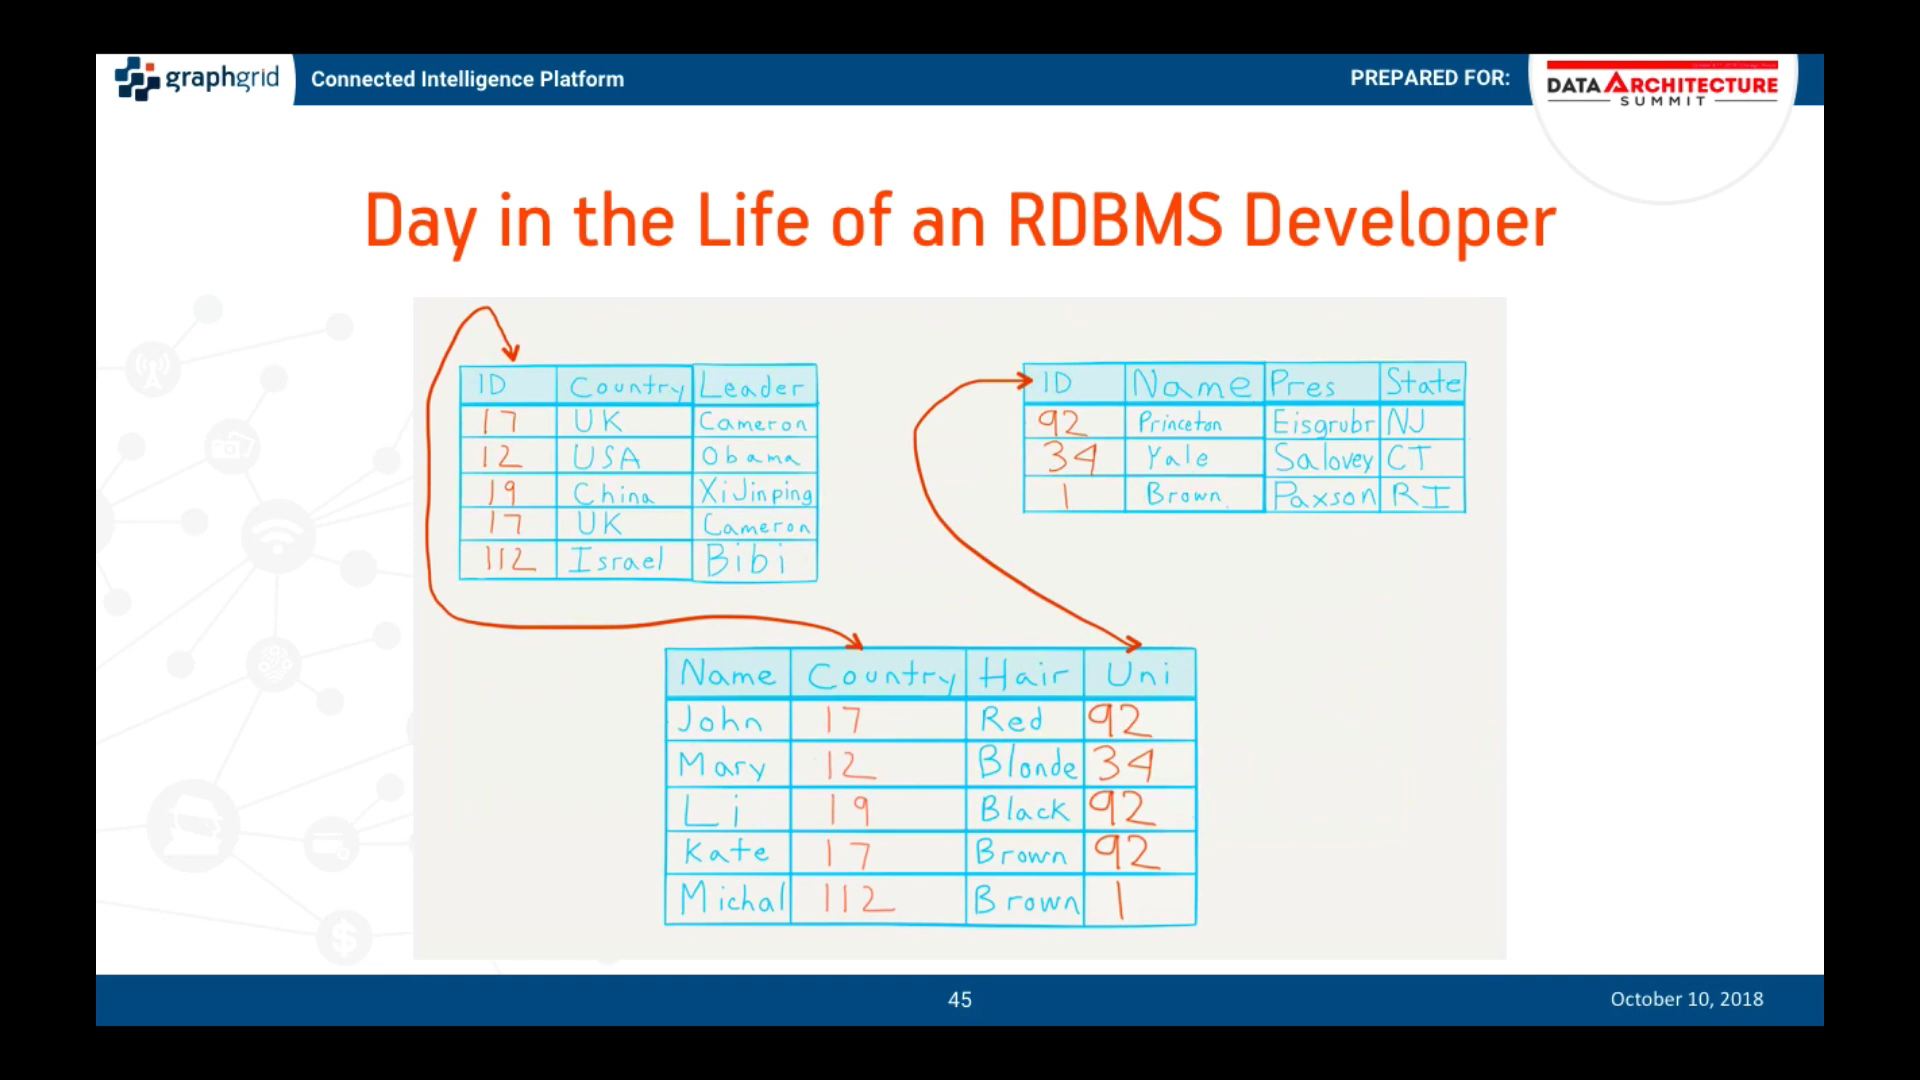 graphgrid
Connected Intelligence Platform
PREPARED FOR:
DATA ARCHITECTURE
SUMMIT
Day in the Life of an RDBMS Developer
ID Country Leader
17 UK Cameron
12 USA Obama
19 China XiJinping
17 UK Cameron
112 Israel Bibi
ID Name Pres State
92 Princeton Eisgrubr NJ
34 Yale Salovey CT
1 Brown Paxson RI
Name Country Hair Uni
John 17 Red 92
Mary 12 Blonde 34
Li 19 Black 92
Kate 17 Brown 92
Michal 112 Brown 1
45
October 10, 2018